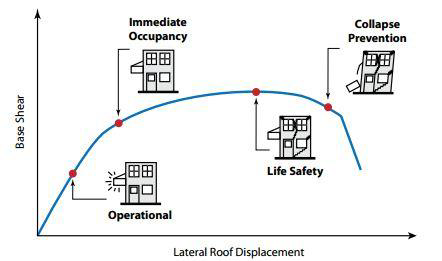 Immediate
Occupancy
Collapse
Prevention
Base Shear
Life Safety
Operational
Lateral Roof Displacement